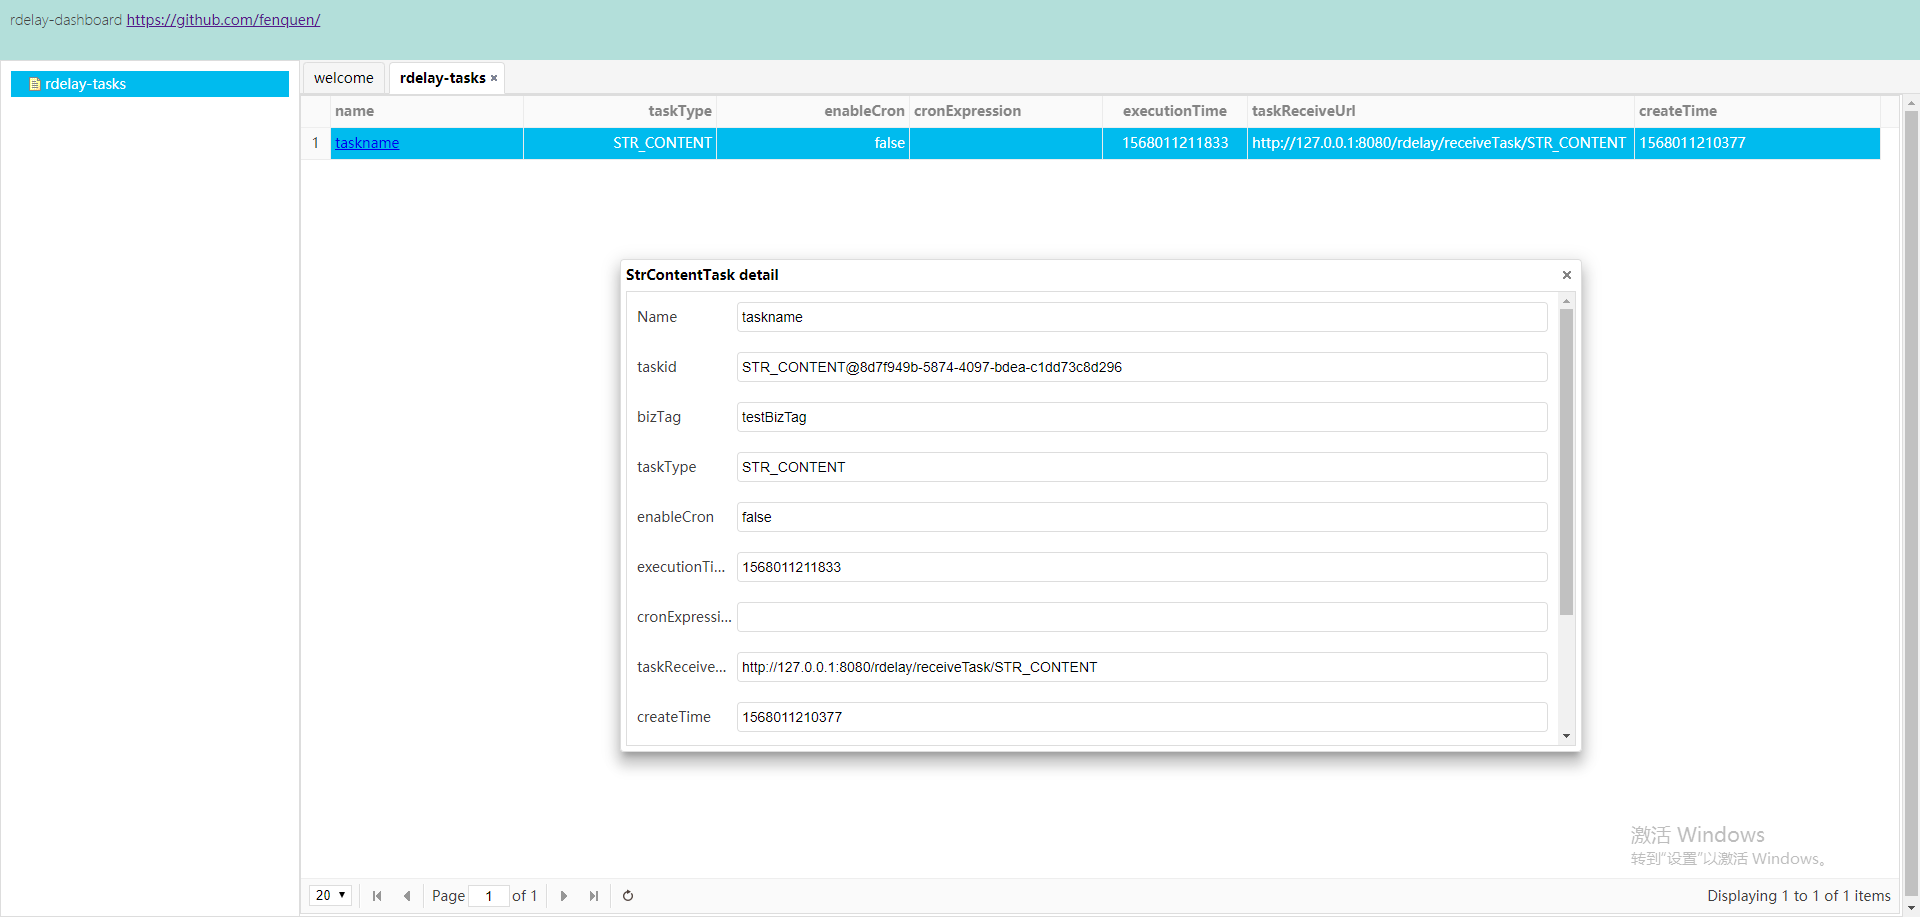 rdelay-dashboard https://github.com/fenquen/
rdelay-tasks
welcome rdelay-tasks ×
name taskType enableCron cronExpression executionTime taskReceiveUrl createTime
1 taskname STR_CONTENT false 1568011211833 http://127.0.0.1:8080/rdelay/receiveTask/STR_CONTENT 1568011210377
StrContentTask detail ×
Name taskname
taskid STR_CONTENT@8d7f949b-5874-4097-bdea-c1dd73c8d296
bizTag testBizTag
taskType STR_CONTENT
enableCron false
executionTi... 1568011211833
cronExpressi...
taskReceive... http://127.0.0.1:8080/rdelay/receiveTask/STR_CONTENT
createTime 1568011210377
激活 Windows
转到“设置”以激活 Windows。
20 Page 1 of 1 Displaying 1 to 1 of 1 items